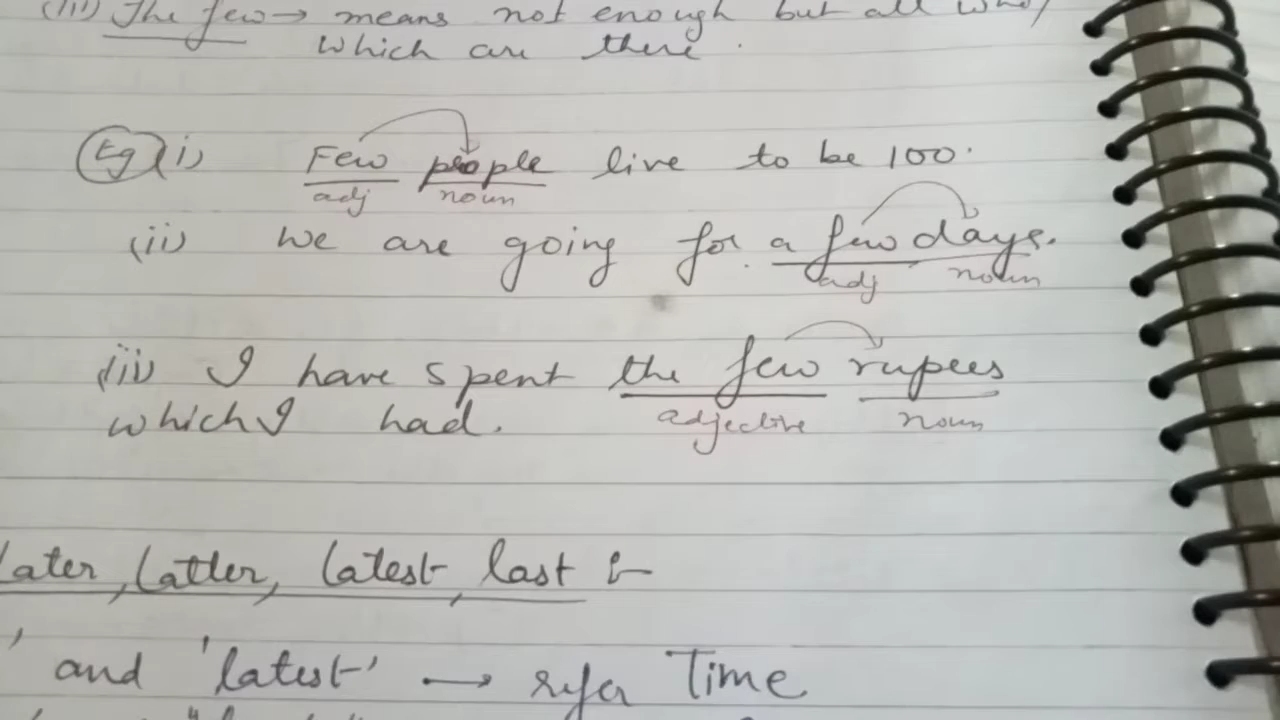 (iii) The few → means not enough but all who/
which are there.
Eg (i) Few people live to be 100.
adj noun
(ii) We are going for a few days.
adj noun
(iii) I have spent the few rupees
which I had. adjective noun
Later, Latter, Latest, last :-
' and 'latest' → refer Time